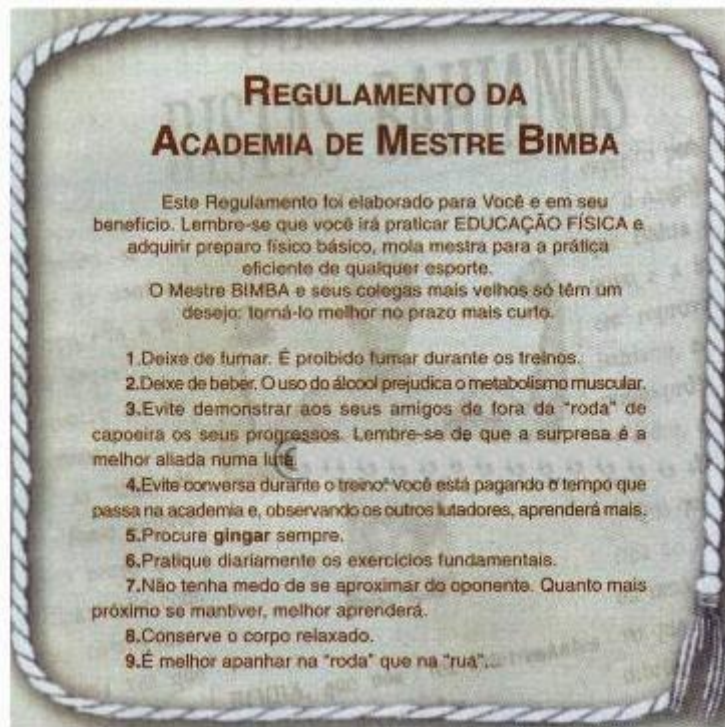 REGULAMENTO DA
ACADEMIA DE MESTRE BIMBA
Este Regulamento foi elaborado para Você e em seu
benefício. Lembre-se que você irá praticar EDUCAÇÃO FÍSICA e
adquirir preparo físico básico, mola mestra para a prática
eficiente de qualquer esporte.
O Mestre BIMBA e seus colegas mais velhos só têm um
desejo: torná-lo melhor no prazo mais curto.
1.Deixe de fumar. É proibido fumar durante os treinos.
2.Deixe de beber. O uso do álcool prejudica o metabolismo muscular.
3.Evite demonstrar aos seus amigos de fora da "roda" de
capoeira os seus progressos. Lembre-se de que a surpresa é a
melhor aliada numa luta.
4.Evite conversa durante o treino. Você está pagando o tempo que
passa na academia e, observando os outros lutadores, aprenderá mais.
5.Procure gingar sempre.
6.Pratique diariamente os exercícios fundamentais.
7.Não tenha medo de se aproximar do oponente. Quanto mais
próximo se mantiver, melhor aprenderá.
8.Conserve o corpo relaxado.
9.É melhor apanhar na "roda" que na "rua".